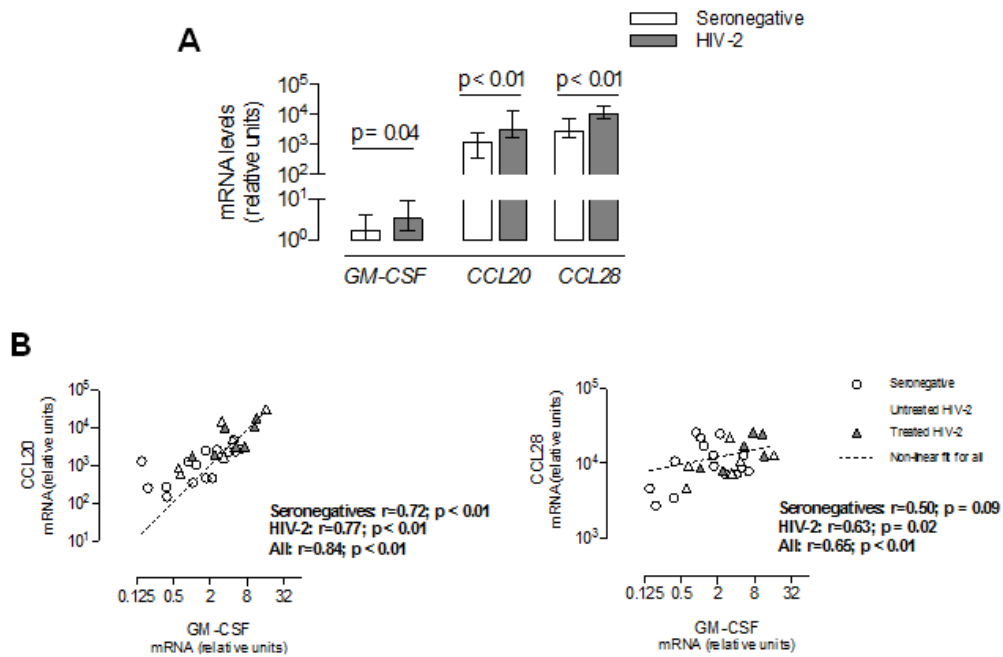 Seronegative
HIV-2
A
mRNA levels
(relative units)
10⁵
10⁴
10³
10²
10¹
10⁰
p = 0.04
p < 0.01
p < 0.01
GM-CSF
CCL20
CCL28
B
CCL20
mRNA (relative units)
10⁵
10⁴
10³
10²
10¹
Seronegatives: r=0.72; p < 0.01
HIV-2: r=0.77; p < 0.01
All: r=0.84; p < 0.01
0.125 0.5 2 8 32
GM-CSF
mRNA (relative units)
CCL28
mRNA (relative units)
10⁵
10⁴
10³
Seronegative
Untreated HIV-2
Treated HIV-2
Non-linear fit for all
Seronegatives: r=0.50; p = 0.09
HIV-2: r=0.63; p = 0.02
All: r=0.65; p < 0.01
0.125 0.5 2 8 32
GM-CSF
mRNA (relative units)